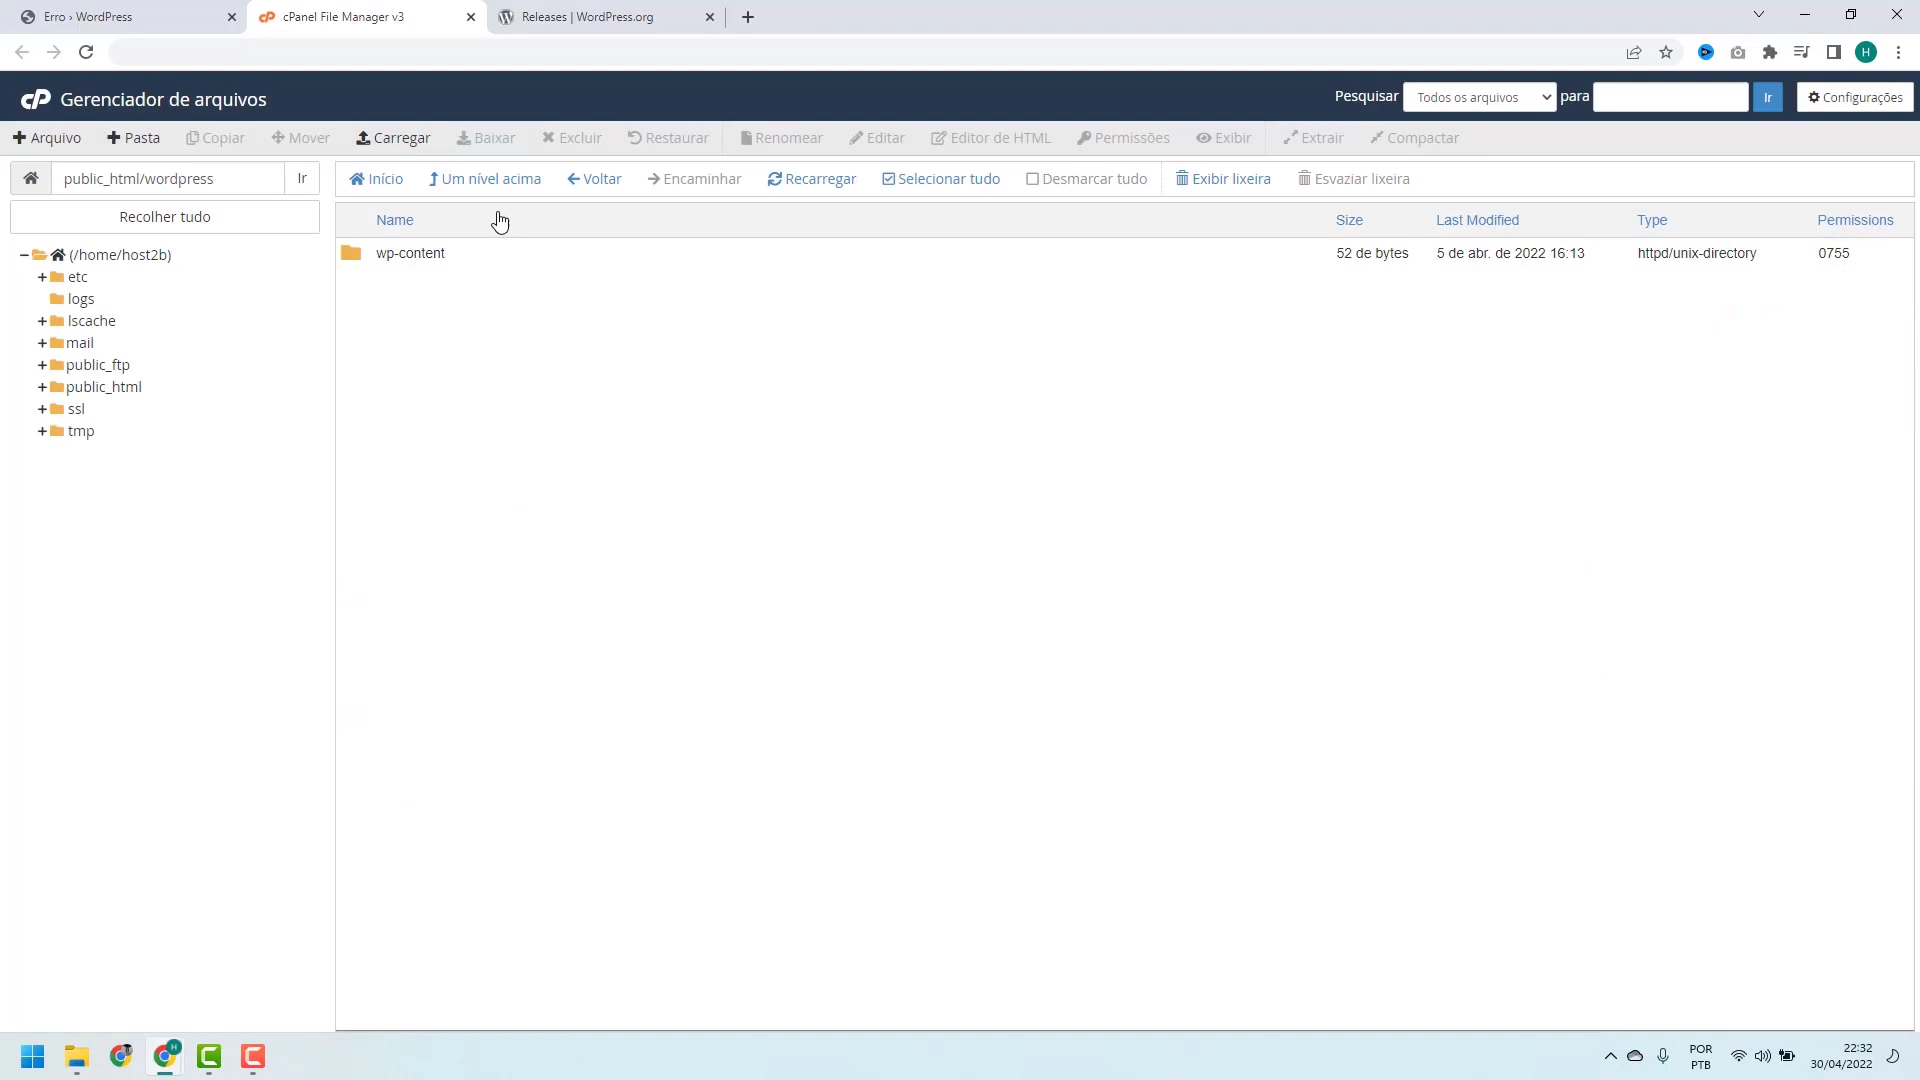 Erro › WordPress
cPanel File Manager v3
Releases | WordPress.org
H
cP Gerenciador de arquivos
Pesquisar Todos os arquivos para Ir Configurações
Arquivo Pasta Copiar Mover Carregar Baixar Excluir Restaurar Renomear Editar Editor de HTML Permissões Exibir Extrair Compactar
public_html/wordpress Ir
Início Um nível acima Voltar Encaminhar Recarregar Selecionar tudo Desmarcar tudo Exibir lixeira Esvaziar lixeira
Recolher tudo
Name Size Last Modified Type Permissions
wp-content 52 de bytes 5 de abr. de 2022 16:13 httpd/unix-directory 0755
(/home/host2b)
etc
logs
lscache
mail
public_ftp
public_html
ssl
tmp
H
POR
PTB
22:32
30/04/2022